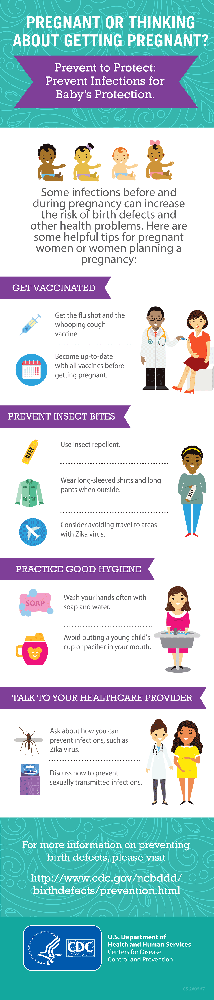 PREGNANT OR THINKING
ABOUT GETTING PREGNANT?
Prevent to Protect:
Prevent Infections for
Baby's Protection.
Some infections before and
during pregnancy can increase
the risk of birth defects and
other health problems. Here are
some helpful tips for pregnant
women or women planning a
pregnancy:
GET VACCINATED
Get the flu shot and the
whooping cough
vaccine.
Become up-to-date
with all vaccines before
getting pregnant.
PREVENT INSECT BITES
DEET
Use insect repellent.
Wear long-sleeved shirts and long
pants when outside.
DEET
Consider avoiding travel to areas
with Zika virus.
PRACTICE GOOD HYGIENE
SOAP
Wash your hands often with
soap and water.
Avoid putting a young child's
cup or pacifier in your mouth.
TALK TO YOUR HEALTHCARE PROVIDER
Ask about how you can
prevent infections, such as
Zika virus.
condoms
3
Discuss how to prevent
sexually transmitted infections.
For more information on preventing
birth defects, please visit
http://www.cdc.gov/ncbddd/
birthdefects/prevention.html
DEPARTMENT OF HEALTH & HUMAN SERVICES·USA
CDC
U.S. Department of
Health and Human Services
Centers for Disease
Control and Prevention
CS 280567